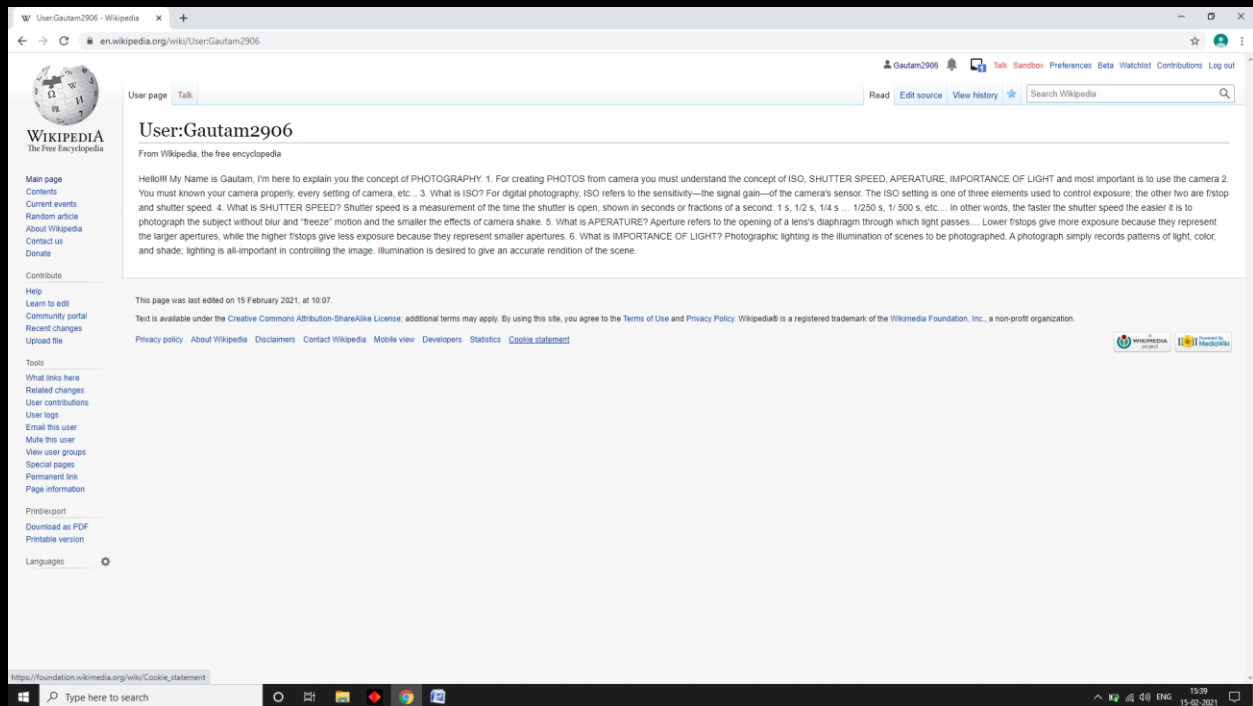 User:Gautam2906 - Wikipedia
en.wikipedia.org/wiki/User:Gautam2906
Gautam2906 1 Talk Sandbox Preferences Beta Watchlist Contributions Log out
User page Talk Read Edit source View history Search Wikipedia
WIKIPEDIA
The Free Encyclopedia
User:Gautam2906
From Wikipedia, the free encyclopedia
Hello!!! My Name is Gautam, I'm here to explain you the concept of PHOTOGRAPHY. 1. For creating PHOTOS from camera you must understand the concept of ISO, SHUTTER SPEED, APERATURE, IMPORTANCE OF LIGHT and most important is to use the camera 2.
You must known your camera properly, every setting of camera, etc... 3. What is ISO? For digital photography, ISO refers to the sensitivity—the signal gain—of the camera's sensor. The ISO setting is one of three elements used to control exposure; the other two are f/stop
and shutter speed. 4. What is SHUTTER SPEED? Shutter speed is a measurement of the time the shutter is open, shown in seconds or fractions of a second: 1 s, 1/2 s, 1/4 s … 1/250 s, 1/ 500 s, etc.... In other words, the faster the shutter speed the easier it is to
photograph the subject without blur and "freeze" motion and the smaller the effects of camera shake. 5. What is APERATURE? Aperture refers to the opening of a lens's diaphragm through which light passes.... Lower f/stops give more exposure because they represent
the larger apertures, while the higher f/stops give less exposure because they represent smaller apertures. 6. What is IMPORTANCE OF LIGHT? Photographic lighting is the illumination of scenes to be photographed. A photograph simply records patterns of light, color,
and shade; lighting is all-important in controlling the image. Illumination is desired to give an accurate rendition of the scene.
This page was last edited on 15 February 2021, at 10:07.
Text is available under the Creative Commons Attribution-ShareAlike License; additional terms may apply. By using this site, you agree to the Terms of Use and Privacy Policy. Wikipedia® is a registered trademark of the Wikimedia Foundation, Inc., a non-profit organization.
Privacy policy About Wikipedia Disclaimers Contact Wikipedia Mobile view Developers Statistics Cookie statement
A WIKIMEDIA project
Powered By MediaWiki
Main page
Contents
Current events
Random article
About Wikipedia
Contact us
Donate
Contribute
Help
Learn to edit
Community portal
Recent changes
Upload file
Tools
What links here
Related changes
User contributions
User logs
Email this user
Mute this user
View user groups
Special pages
Permanent link
Page information
Print/export
Download as PDF
Printable version
Languages
https://foundation.wikimedia.org/wiki/Cookie_statement
Type here to search
ENG
15:39
15-02-2021